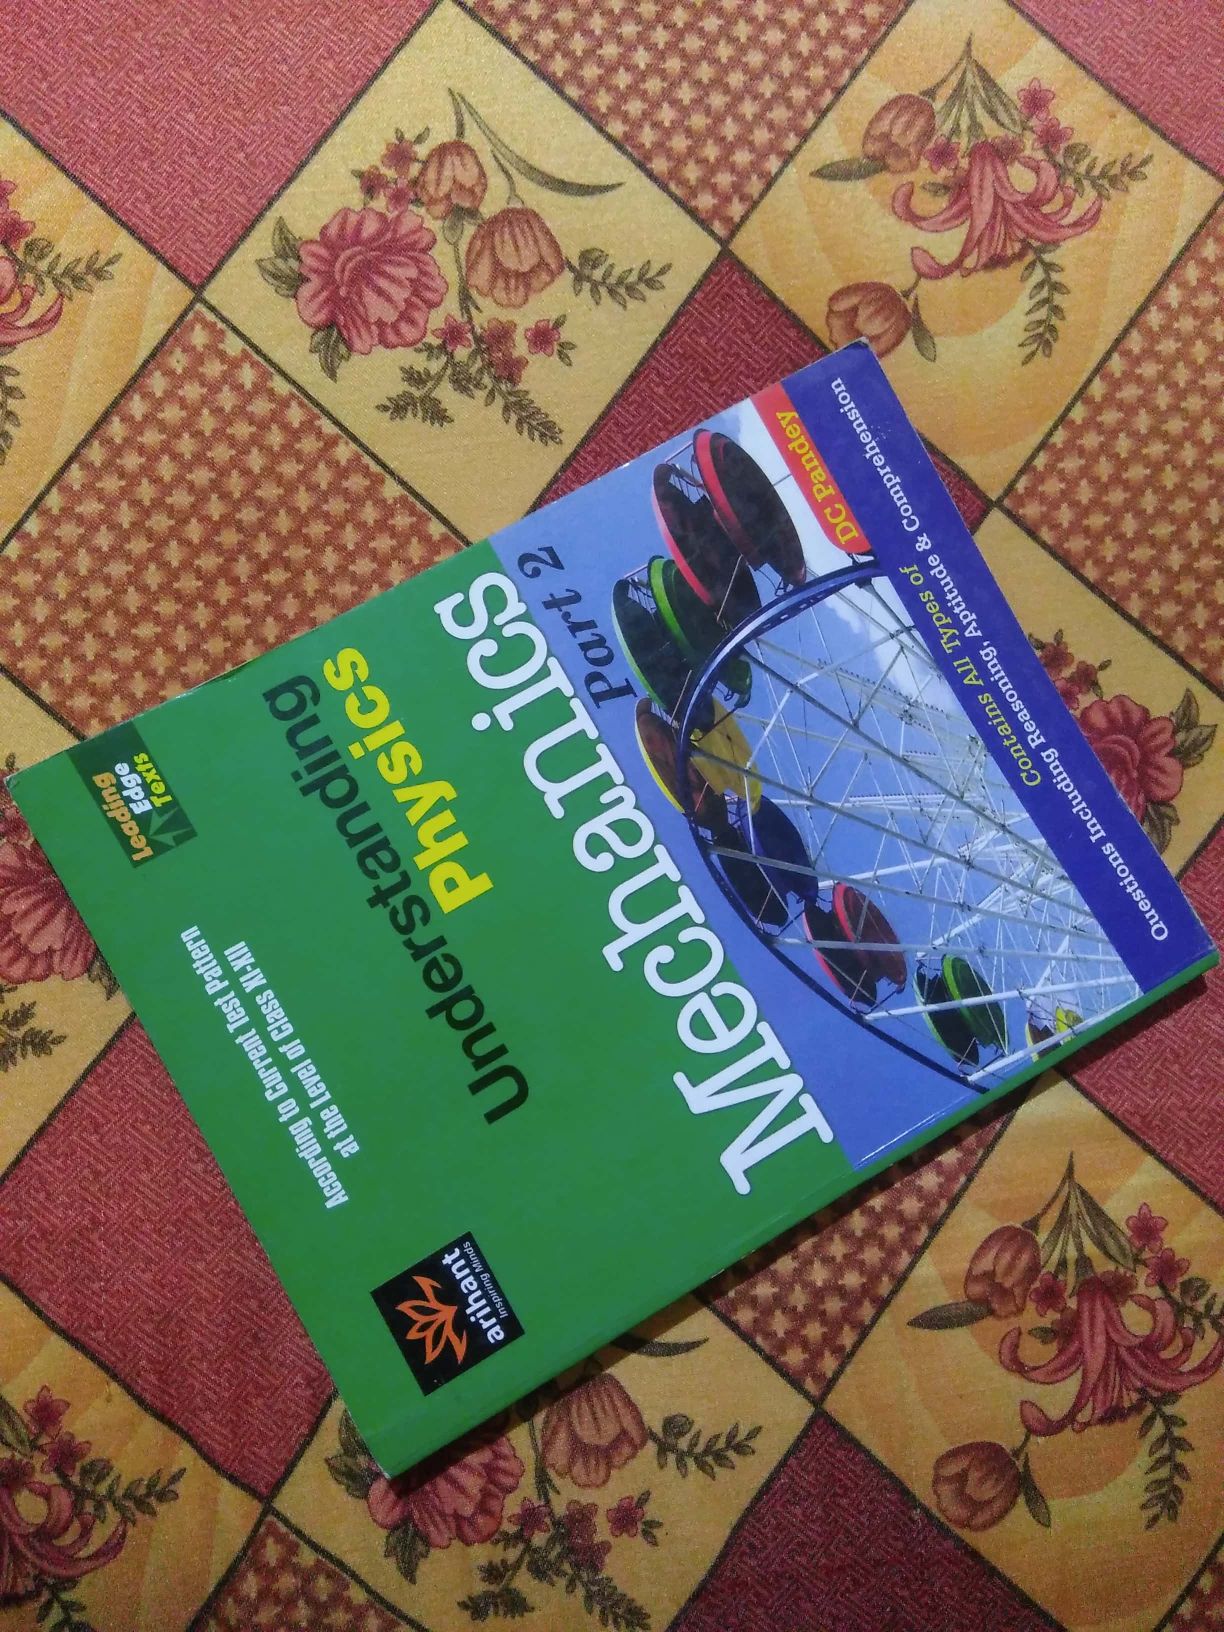 Leading
Edge
Texts
According to Current Test Pattern
at the Level of Class XI-XII
Understanding
Physics
Mechanics
Part 2
DC Pandey
Contains All Types of
Questions Including Reasoning, Aptitude & Comprehension
arihant
Inspiring Minds